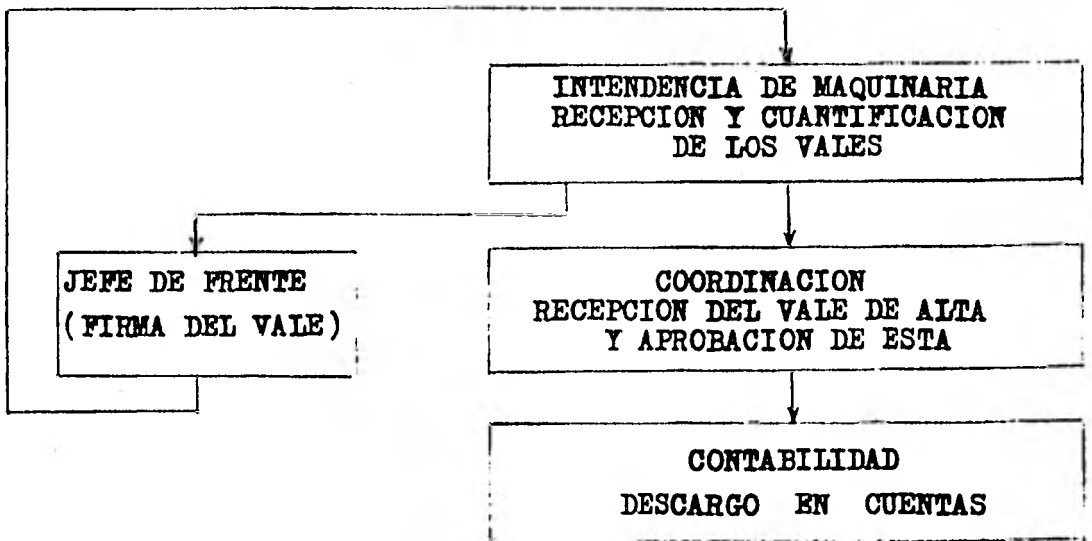 INTENDENCIA DE MAQUINARIA
RECEPCION Y CUANTIFICACION
DE LOS VALES
JEFE DE FRENTE
(FIRMA DEL VALE)
COORDINACION
RECEPCION DEL VALE DE ALTA
Y APROBACION DE ESTA
CONTABILIDAD
DESCARGO EN CUENTAS